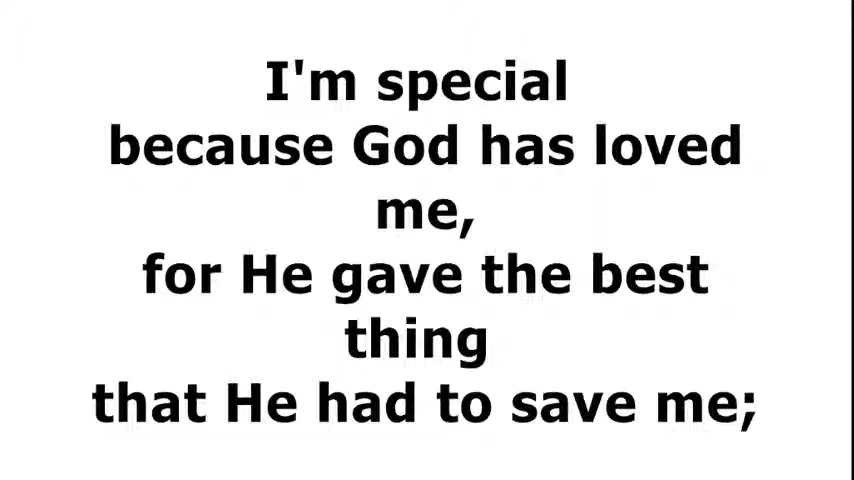 I'm special
because God has loved
me,
for He gave the best
thing
that He had to save me;